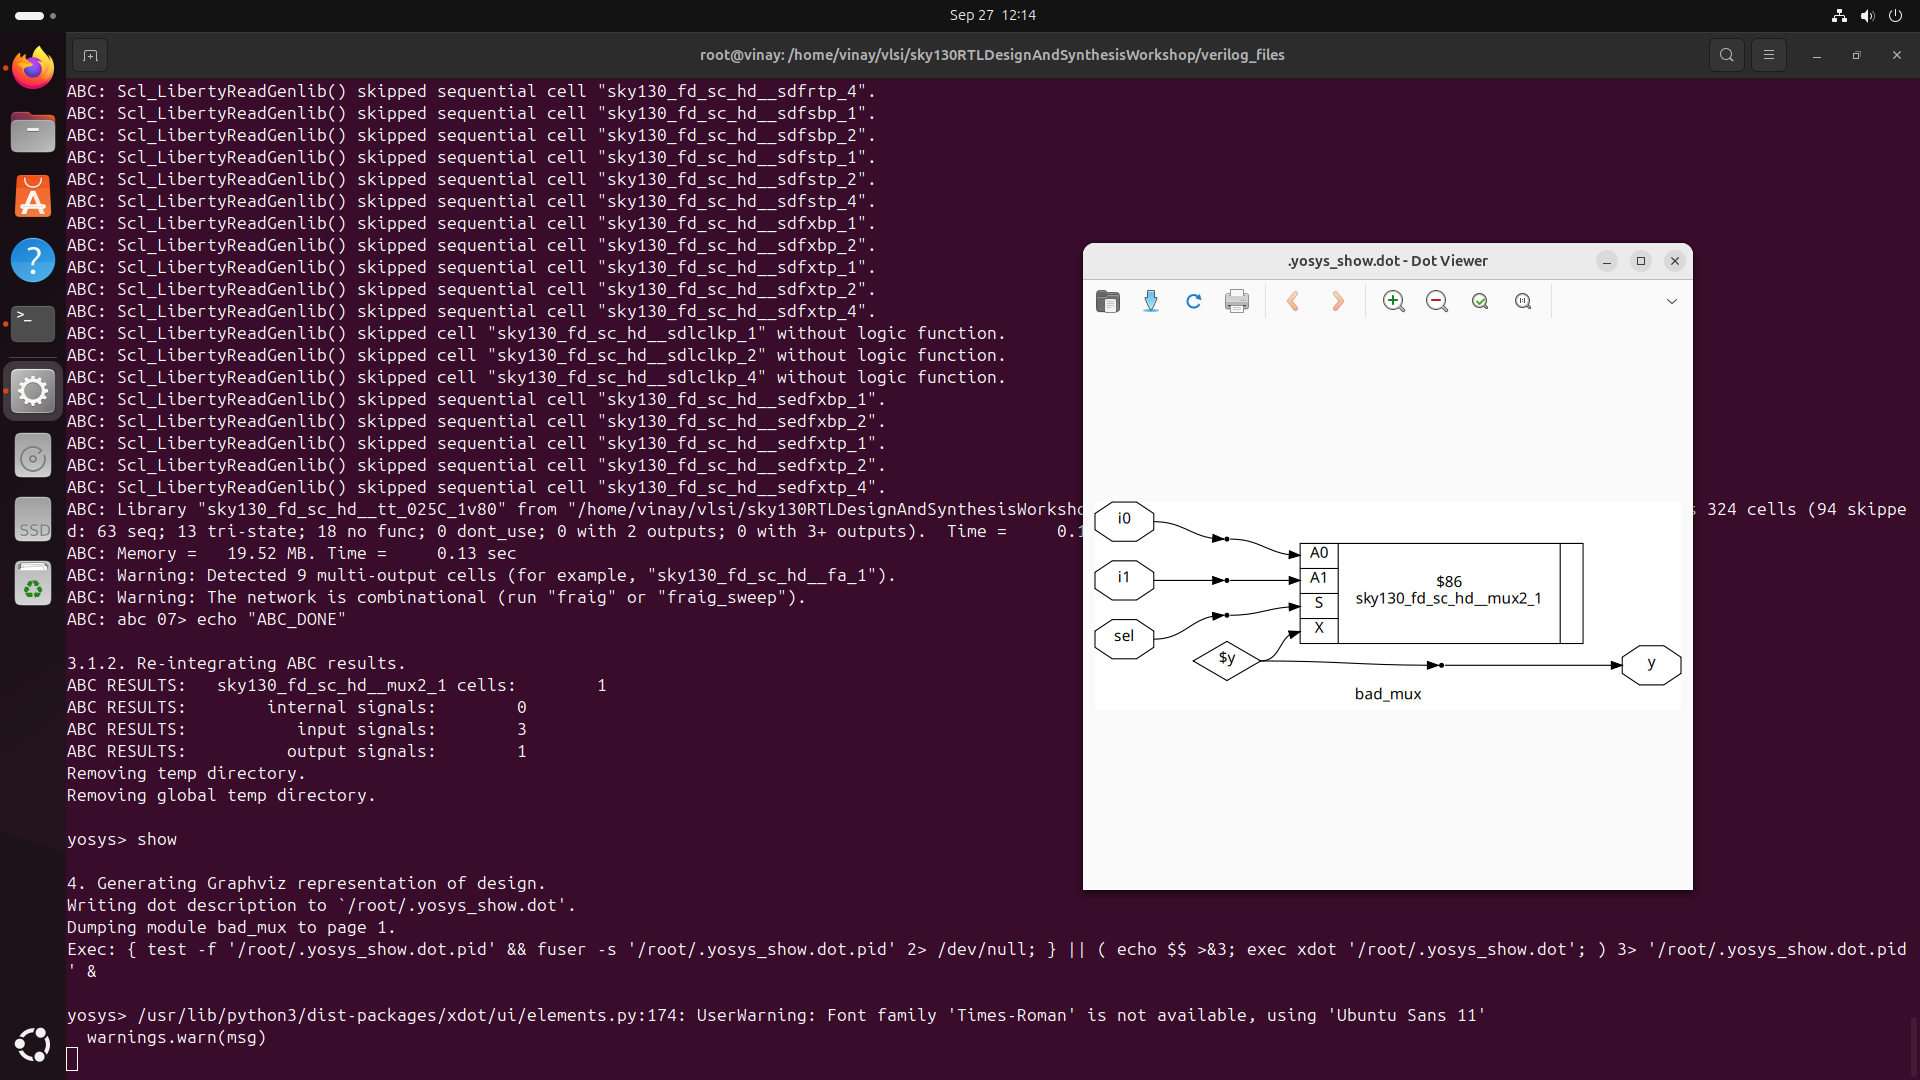 Sep 27 12:14
root@vinay: /home/vinay/vlsi/sky130RTLDesignAndSynthesisWorkshop/verilog_files
ABC: Scl_LibertyReadGenlib() skipped sequential cell "sky130_fd_sc_hd__sdfrtp_4".
ABC: Scl_LibertyReadGenlib() skipped sequential cell "sky130_fd_sc_hd__sdfsbp_1".
ABC: Scl_LibertyReadGenlib() skipped sequential cell "sky130_fd_sc_hd__sdfsbp_2".
ABC: Scl_LibertyReadGenlib() skipped sequential cell "sky130_fd_sc_hd__sdfstp_1".
ABC: Scl_LibertyReadGenlib() skipped sequential cell "sky130_fd_sc_hd__sdfstp_2".
ABC: Scl_LibertyReadGenlib() skipped sequential cell "sky130_fd_sc_hd__sdfstp_4".
ABC: Scl_LibertyReadGenlib() skipped sequential cell "sky130_fd_sc_hd__sdfxbp_1".
ABC: Scl_LibertyReadGenlib() skipped sequential cell "sky130_fd_sc_hd__sdfxbp_2".
ABC: Scl_LibertyReadGenlib() skipped sequential cell "sky130_fd_sc_hd__sdfxtp_1".
ABC: Scl_LibertyReadGenlib() skipped sequential cell "sky130_fd_sc_hd__sdfxtp_2".
ABC: Scl_LibertyReadGenlib() skipped sequential cell "sky130_fd_sc_hd__sdfxtp_4".
ABC: Scl_LibertyReadGenlib() skipped cell "sky130_fd_sc_hd__sdlclkp_1" without logic function.
ABC: Scl_LibertyReadGenlib() skipped cell "sky130_fd_sc_hd__sdlclkp_2" without logic function.
ABC: Scl_LibertyReadGenlib() skipped cell "sky130_fd_sc_hd__sdlclkp_4" without logic function.
ABC: Scl_LibertyReadGenlib() skipped sequential cell "sky130_fd_sc_hd__sedfxbp_1".
ABC: Scl_LibertyReadGenlib() skipped sequential cell "sky130_fd_sc_hd__sedfxbp_2".
ABC: Scl_LibertyReadGenlib() skipped sequential cell "sky130_fd_sc_hd__sedfxtp_1".
ABC: Scl_LibertyReadGenlib() skipped sequential cell "sky130_fd_sc_hd__sedfxtp_2".
ABC: Scl_LibertyReadGenlib() skipped sequential cell "sky130_fd_sc_hd__sedfxtp_4".
ABC: Library "sky130_fd_sc_hd__tt_025C_1v80" from "/home/vinay/vlsi/sky130RTLDesignAndSynthesisWorksho 324 cells (94 skippe
d: 63 seq; 13 tri-state; 18 no func; 0 dont_use; 0 with 2 outputs; 0 with 3+ outputs). Time = 0.1
ABC: Memory = 19.52 MB. Time = 0.13 sec
ABC: Warning: Detected 9 multi-output cells (for example, "sky130_fd_sc_hd__fa_1").
ABC: Warning: The network is combinational (run "fraig" or "fraig_sweep").
ABC: abc 07> echo "ABC_DONE"
3.1.2. Re-integrating ABC results.
ABC RESULTS: sky130_fd_sc_hd__mux2_1 cells: 1
ABC RESULTS: internal signals: 0
ABC RESULTS: input signals: 3
ABC RESULTS: output signals: 1
Removing temp directory.
Removing global temp directory.
yosys> show
4. Generating Graphviz representation of design.
Writing dot description to `/root/.yosys_show.dot'.
Dumping module bad_mux to page 1.
Exec: { test -f '/root/.yosys_show.dot.pid' && fuser -s '/root/.yosys_show.dot.pid' 2> /dev/null; } || ( echo $$ >&3; exec xdot '/root/.yosys_show.dot'; ) 3> '/root/.yosys_show.dot.pid
' &
yosys> /usr/lib/python3/dist-packages/xdot/ui/elements.py:174: UserWarning: Font family 'Times-Roman' is not available, using 'Ubuntu Sans 11'
warnings.warn(msg)
.yosys_show.dot - Dot Viewer
i0
i1
sel
$y
A0
A1
S
X
$86
sky130_fd_sc_hd__mux2_1
y
bad_mux
SSD